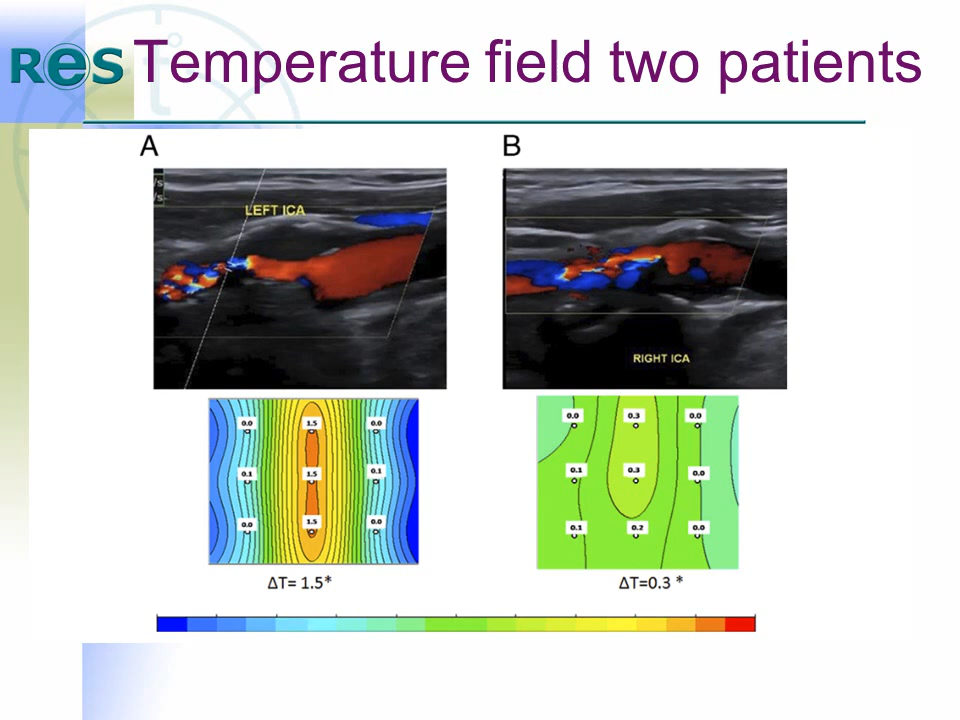 ReS
Temperature field two patients
A
B
/s
/s
LEFT ICA
RIGHT ICA
0.0 1.5 0.0
0.1 1.5 0.1
0.0 1.5 0.0
0.0 0.3 0.0
0.1 0.3 0.0
0.1 0.2 0.0
ΔT= 1.5*
ΔT=0.3 *